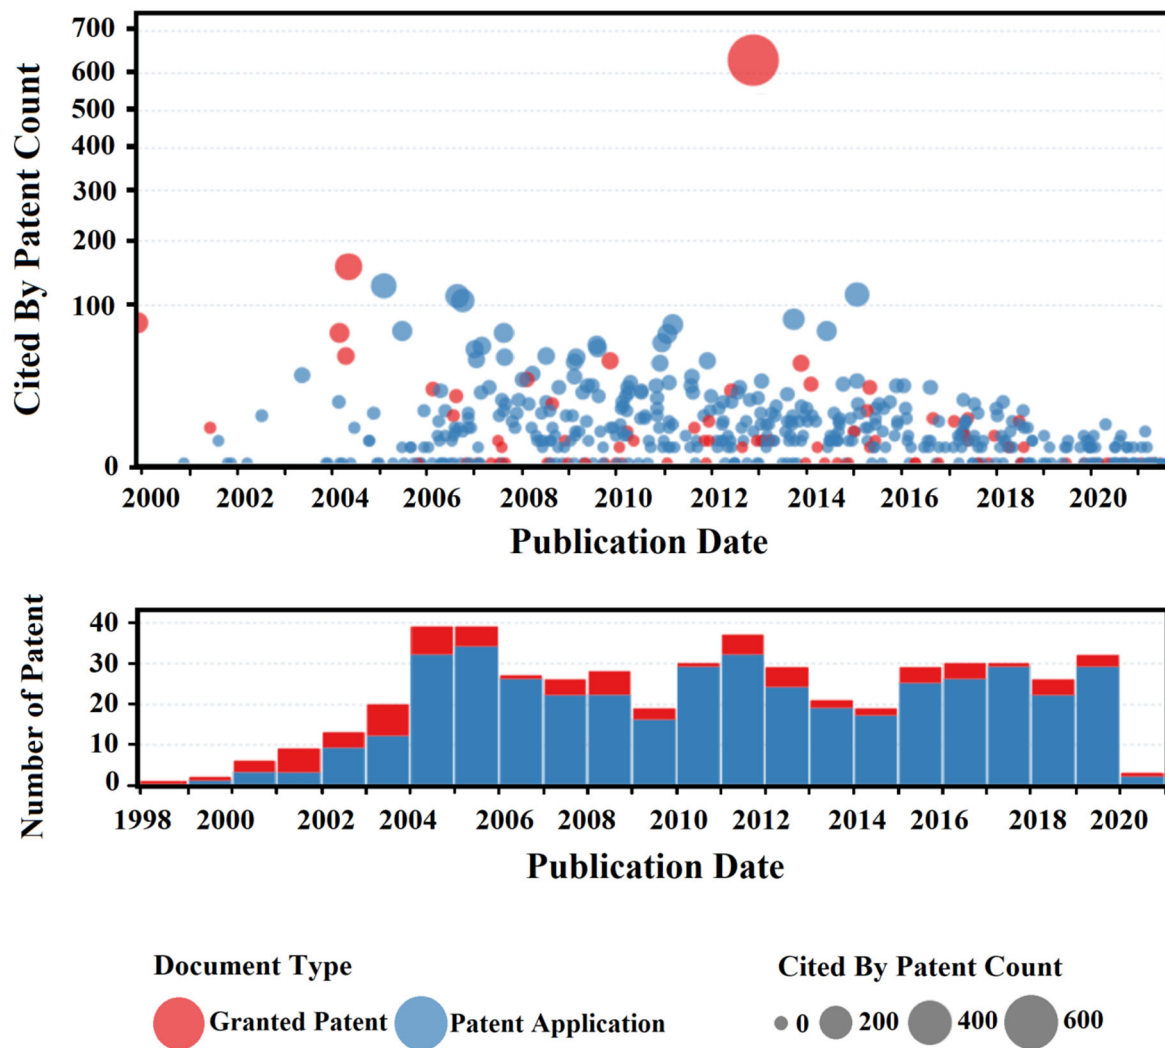 Cited By Patent Count
700
600
500
400
300
200
100
0
2000 2002 2004 2006 2008 2010 2012 2014 2016 2018 2020
Publication Date
Number of Patent
40
30
20
10
0
1998 2000 2002 2004 2006 2008 2010 2012 2014 2016 2018 2020
Publication Date
Document Type
Granted Patent Patent Application
Cited By Patent Count
0 200 400 600